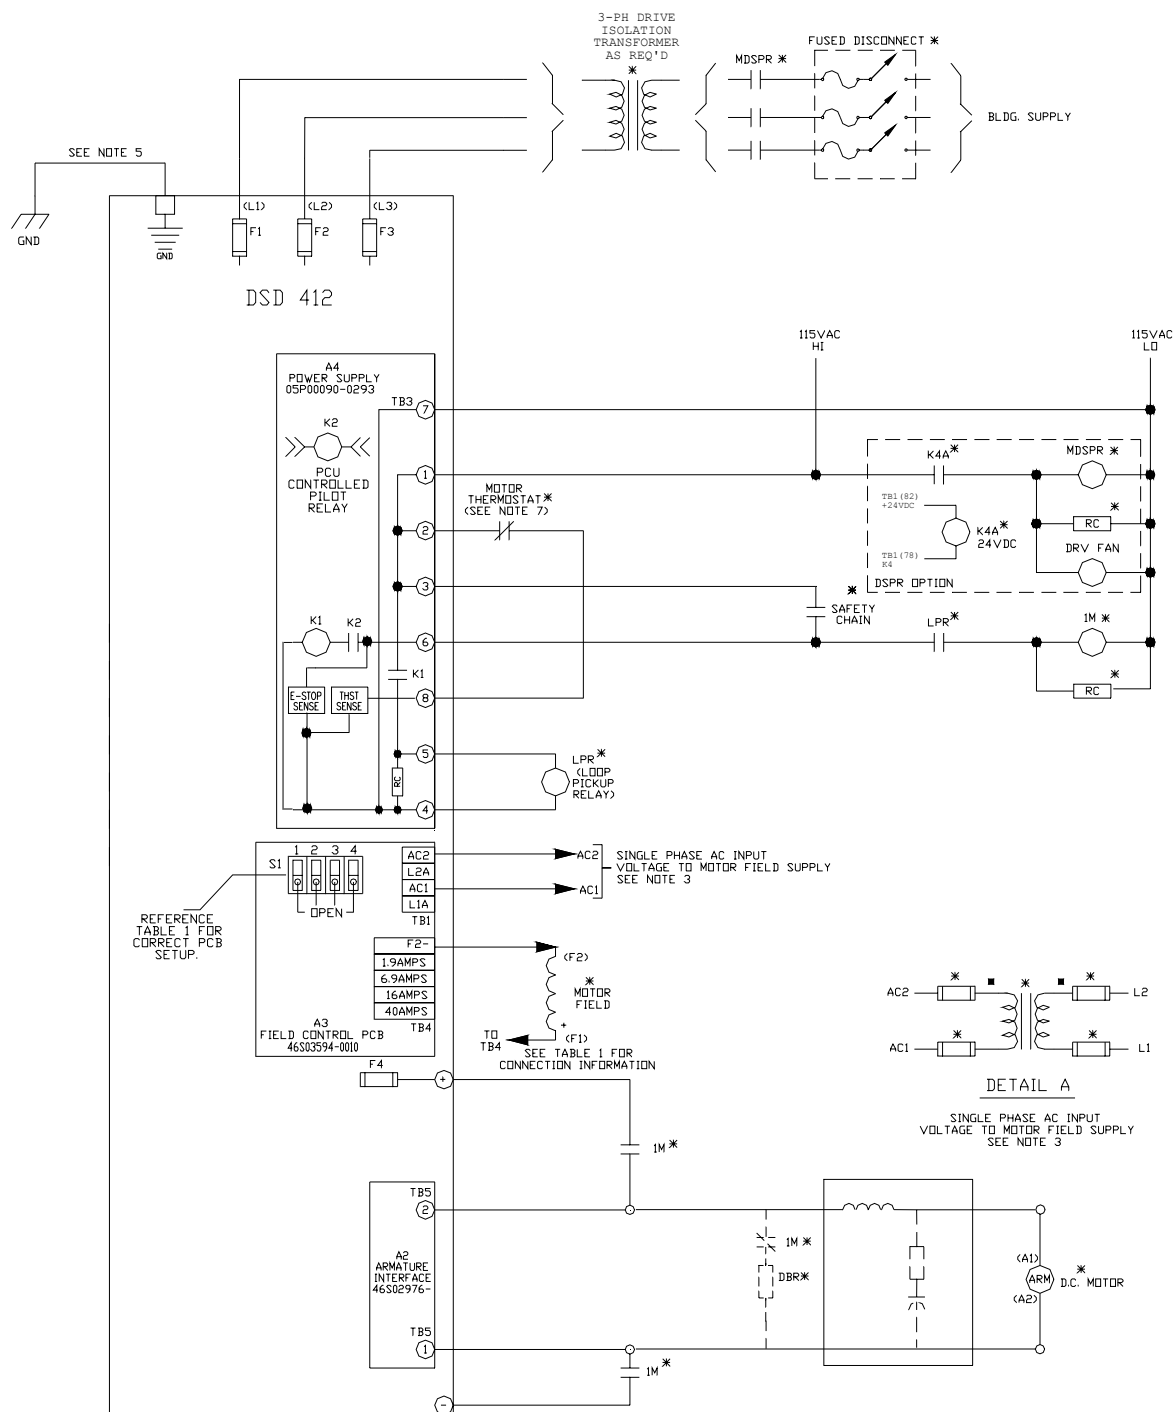 3-PH DRIVE
ISOLATION
TRANSFORMER
AS REQ'D
*
MDSPR *
FUSED DISCONNECT *
BLDG. SUPPLY
SEE NOTE 5
GND
GND
(L1)
(L2)
(L3)
F1
F2
F3
DSD 412
115VAC
HI
115VAC
LO
A4
POWER SUPPLY
05P00090-0293
TB3
7
K2
PCU
CONTROLLED
PILOT
RELAY
1
MOTOR
THERMOSTAT*
(SEE NOTE 7)
2
K4A*
MDSPR *
TB1(82)
+24VDC
*
RC
K4A*
24VDC
DRV FAN
TB1(78)
K4
DSPR OPTION
3
*
SAFETY
CHAIN
K1
K2
6
LPR*
1M *
K1
*
RC
E-STOP
SENSE
THST
SENSE
8
5
LPR*
(LOOP
PICKUP
RELAY)
RC
4
S1
1 2 3 4
OPEN
AC2
L2A
AC1
L1A
TB1
AC2
AC1
SINGLE PHASE AC INPUT
VOLTAGE TO MOTOR FIELD SUPPLY
SEE NOTE 3
REFERENCE
TABLE 1 FOR
CORRECT PCB
SETUP.
F2-
1.9AMPS
6.9AMPS
16AMPS
40AMPS
TB4
(F2)
*
MOTOR
FIELD
+
(F1)
TO
TB4
SEE TABLE 1 FOR
CONNECTION INFORMATION
A3
FIELD CONTROL PCB
46S03594-0010
AC2
*
*
*
L2
AC1
*
*
L1
DETAIL A
SINGLE PHASE AC INPUT
VOLTAGE TO MOTOR FIELD SUPPLY
SEE NOTE 3
F4
+
1M*
TB5
2
A2
ARMATURE
INTERFACE
46S02976-
1M *
DBR*
(A1)
ARM
(A2)
*
D.C. MOTOR
TB5
1
1M*
-